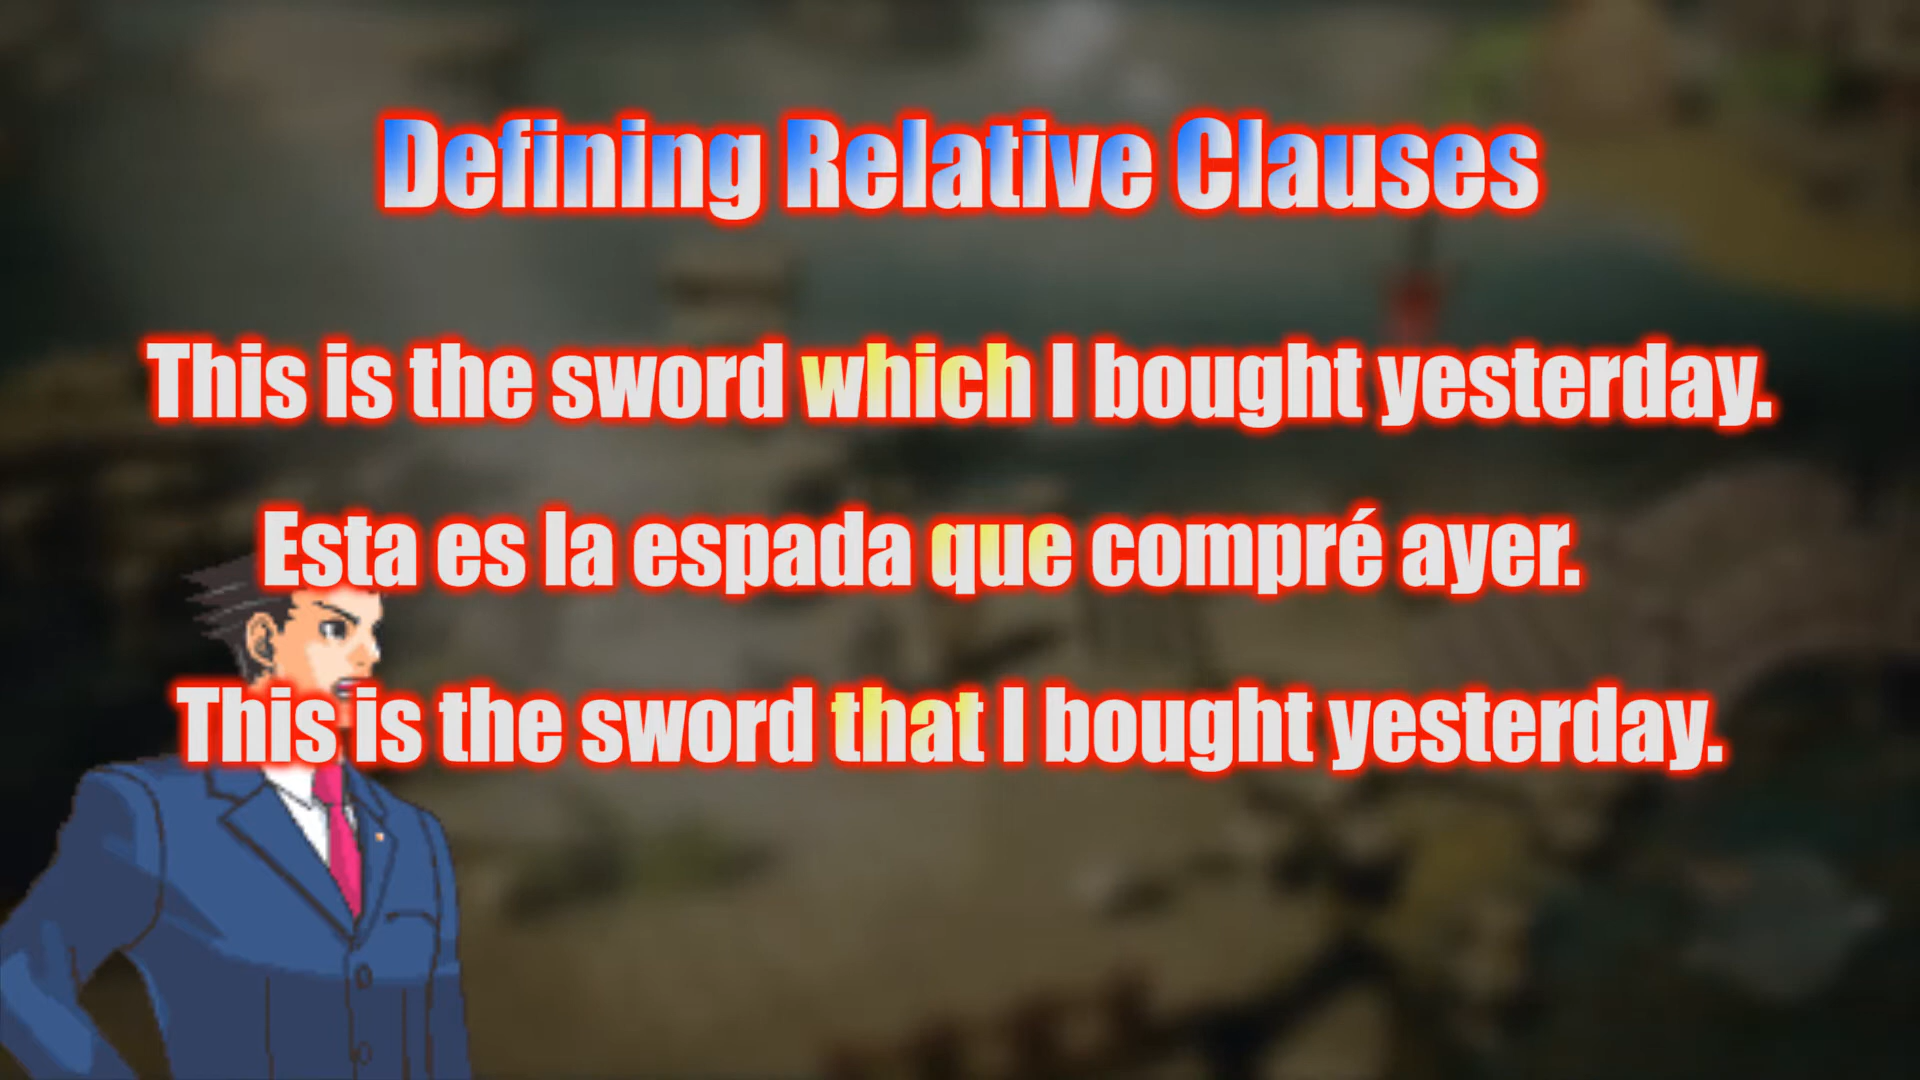 Defining Relative Clauses
This is the sword which I bought yesterday.
Esta es la espada que compré ayer.
This is the sword that I bought yesterday.